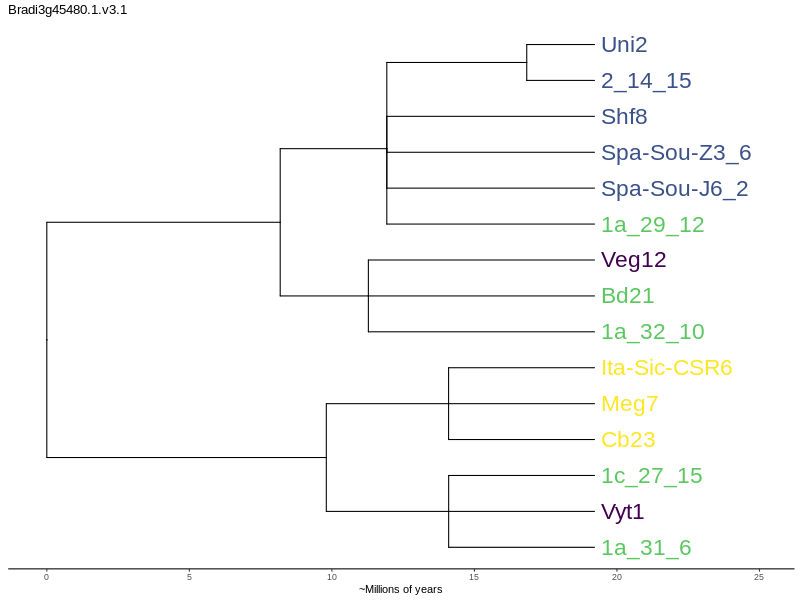 Bradi3g45480.1.v3.1
Uni2
2_14_15
Shf8
Spa-Sou-Z3_6
Spa-Sou-J6_2
1a_29_12
Veg12
Bd21
1a_32_10
Ita-Sic-CSR6
Meg7
Cb23
1c_27_15
Vyt1
1a_31_6
0 5 10 15 20 25
~Millions of years